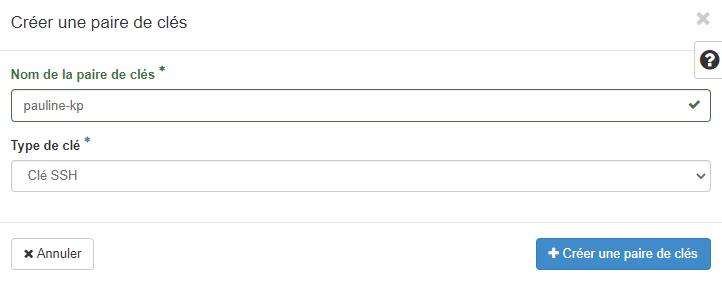 Créer une paire de clés
Nom de la paire de clés *
pauline-kp
Type de clé *
Clé SSH
Annuler
Créer une paire de clés